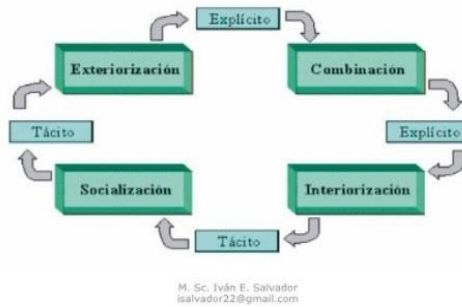 Explícito
Exteriorización
Combinación
Tácito
Explícito
Socialización
Interiorización
Tácito
M. Sc. Iván E. Salvador
isalvador22@gmail.com